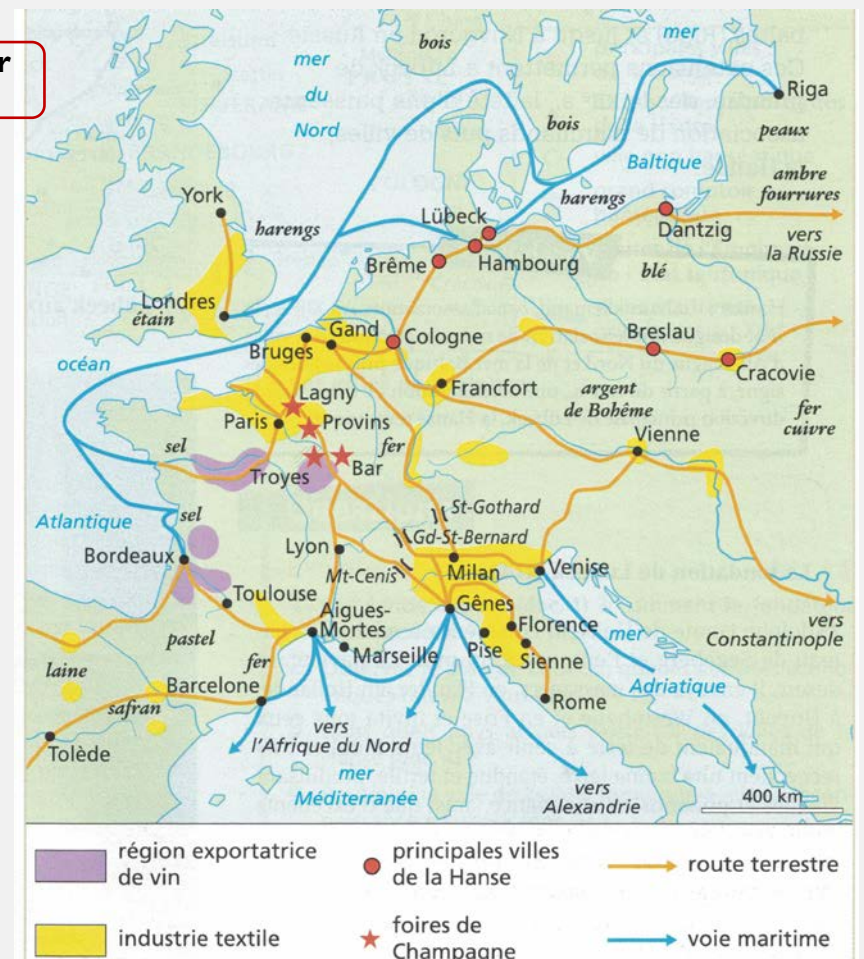 r
bois
mer
mer
du
Nord
Riga
bois
peaux
Baltique
ambre
fourrures
York
harengs
Lübeck
harengs
Dantzig
vers
la Russie
Brême
Hambourg
blé
Londres
étain
Gand
Cologne
Breslau
Bruges
Cracovie
océan
Lagny
Francfort
argent
de Bohême
Paris
Provins
fer
cuivre
fer
Vienne
sel
Troyes
Bar
St-Gothard
Atlantique
sel
Gd-St-Bernard
Lyon
Bordeaux
Mt-Cenis
Milan
Venise
Toulouse
Aigues-
Mortes
Gênes
Florence
mer
vers
Constantinople
pastel
Marseille
Pise
Sienne
laine
fer
Barcelone
Adriatique
safran
Rome
vers
l'Afrique du Nord
Tolède
mer
Méditerranée
vers
Alexandrie
400 km
région exportatrice
de vin
principales villes
de la Hanse
route terrestre
industrie textile
foires de
Champagne
voie maritime